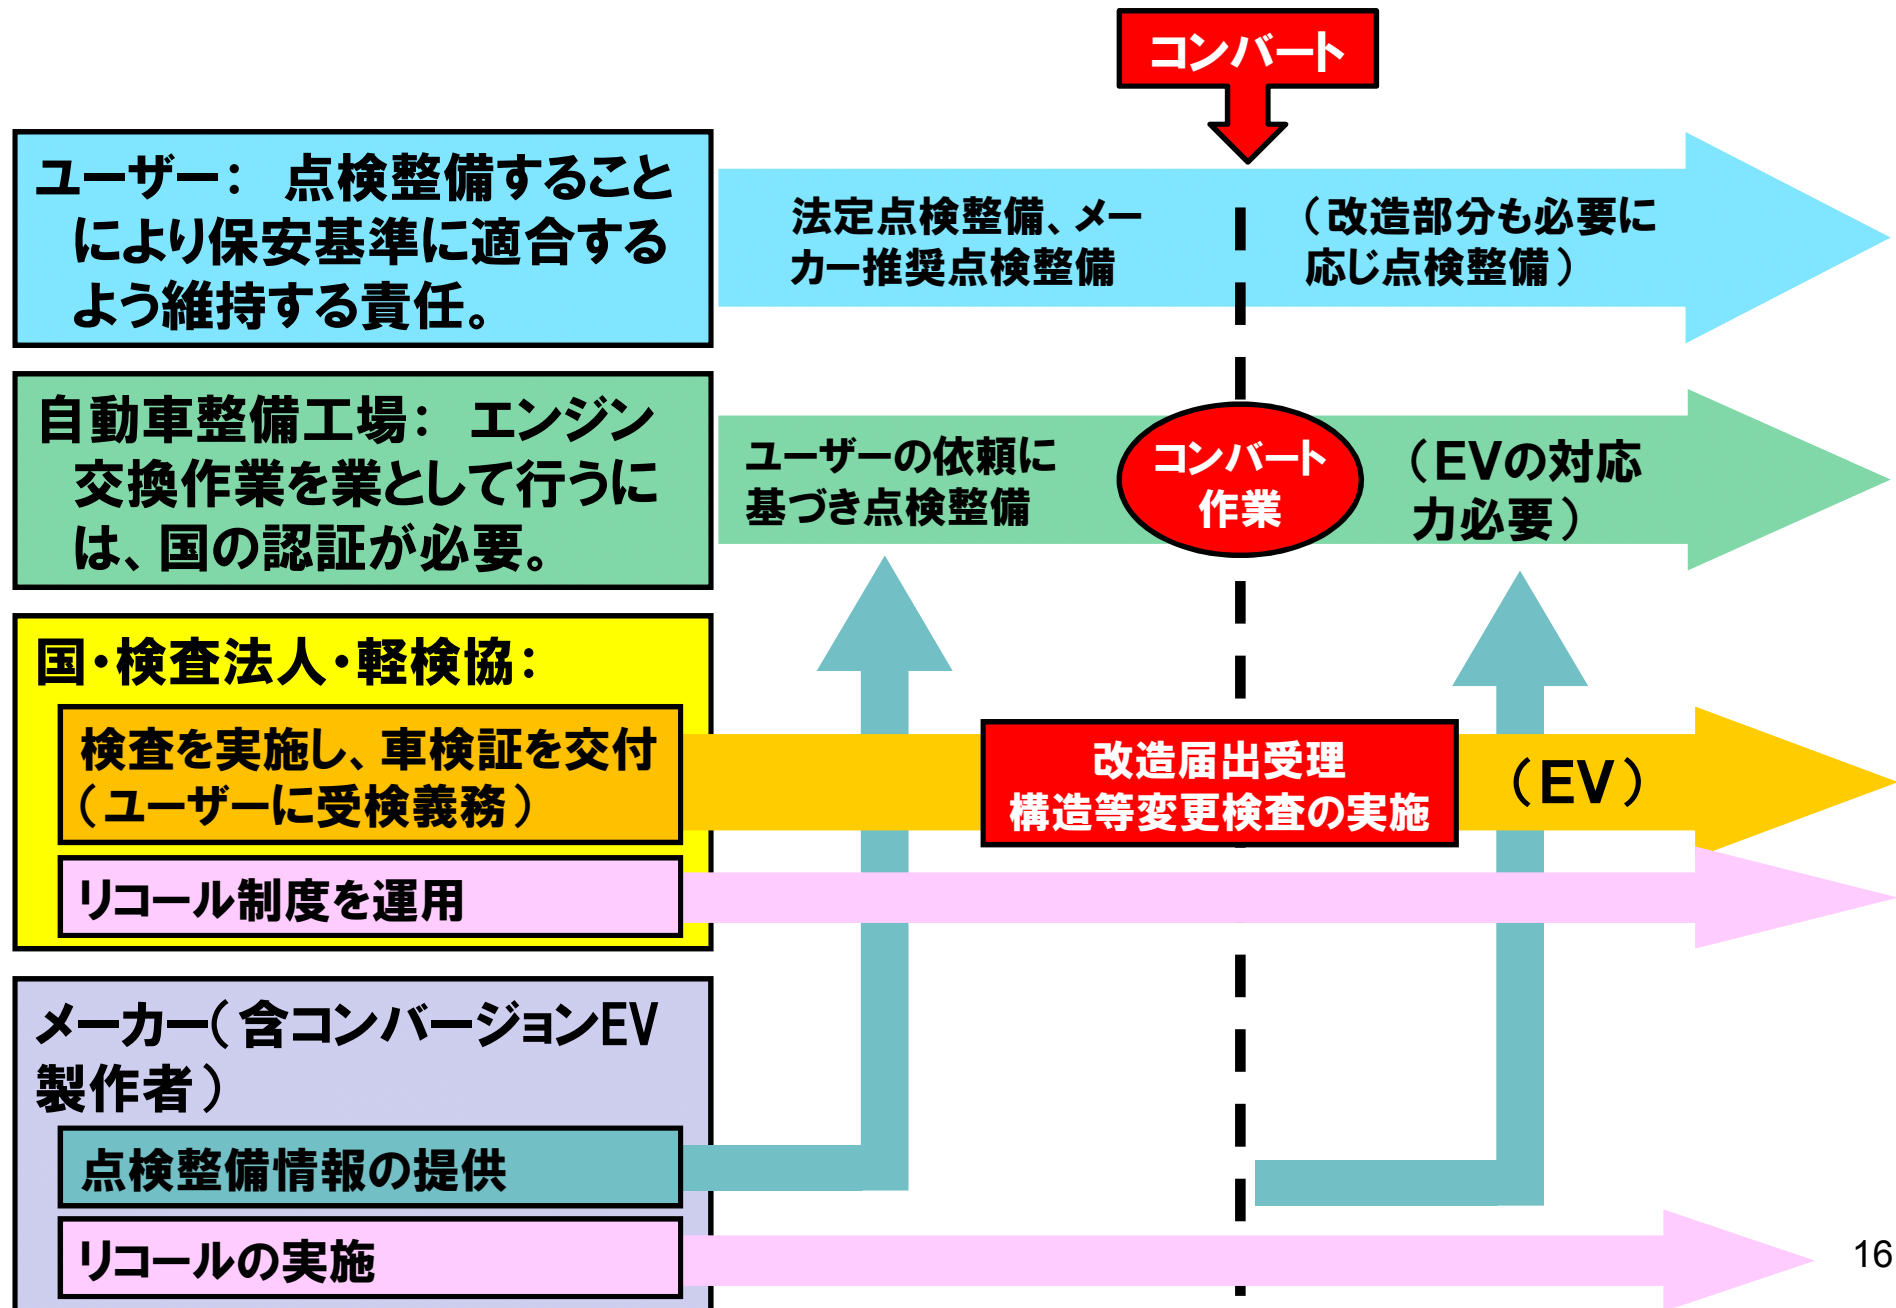 コンバート
ユーザー： 点検整備すること
により保安基準に適合する
よう維持する責任。
法定点検整備、メー
カー推奨点検整備
（改造部分も必要に
応じ点検整備）
自動車整備工場： エンジン
交換作業を業として行うに
は、国の認証が必要。
ユーザーの依頼に
基づき点検整備
コンバート
作業
（EVの対応
力必要）
国・検査法人・軽検協：
検査を実施し、車検証を交付
（ユーザーに受検義務）
改造届出受理
構造等変更検査の実施
（EV）
リコール制度を運用
メーカー（含コンバージョンEV
製作者）
点検整備情報の提供
リコールの実施
16